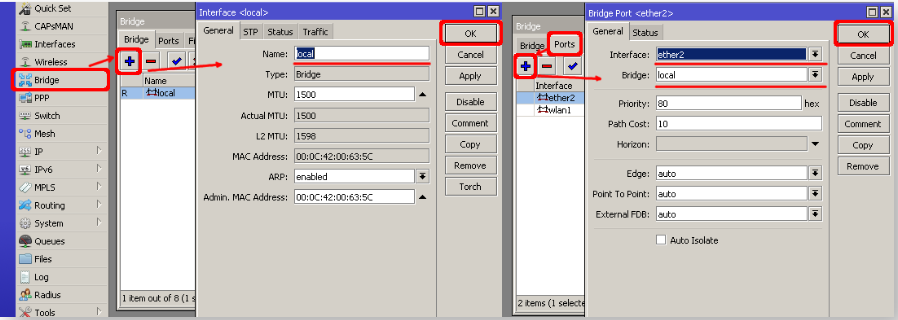 Quick Set
CAPsMAN
Interfaces
Wireless
Bridge
PPP
Switch
Mesh
IP
IPv6
MPLS
Routing
System
Queues
Files
Log
Radius
Tools
Bridge
Bridge Ports
Name
R local
1 item out of 8 (1 s
Interface <local>
General STP Status Traffic
Name: local
Type: Bridge
MTU: 1500
Actual MTU: 1500
L2 MTU: 1598
MAC Address: 00:0C:42:00:63:5C
ARP: enabled
Admin. MAC Address: 00:0C:42:00:63:5C
OK
Cancel
Apply
Disable
Comment
Copy
Remove
Torch
Bridge
Bridge Ports
Interface
ether2
wlan1
2 items (1 selecte
Bridge Port <ether2>
General Status
Interface: ether2
Bridge: local
Priority: 80 hex
Path Cost: 10
Horizon:
Edge: auto
Point To Point: auto
External FDB: auto
Auto Isolate
OK
Cancel
Apply
Disable
Comment
Copy
Remove